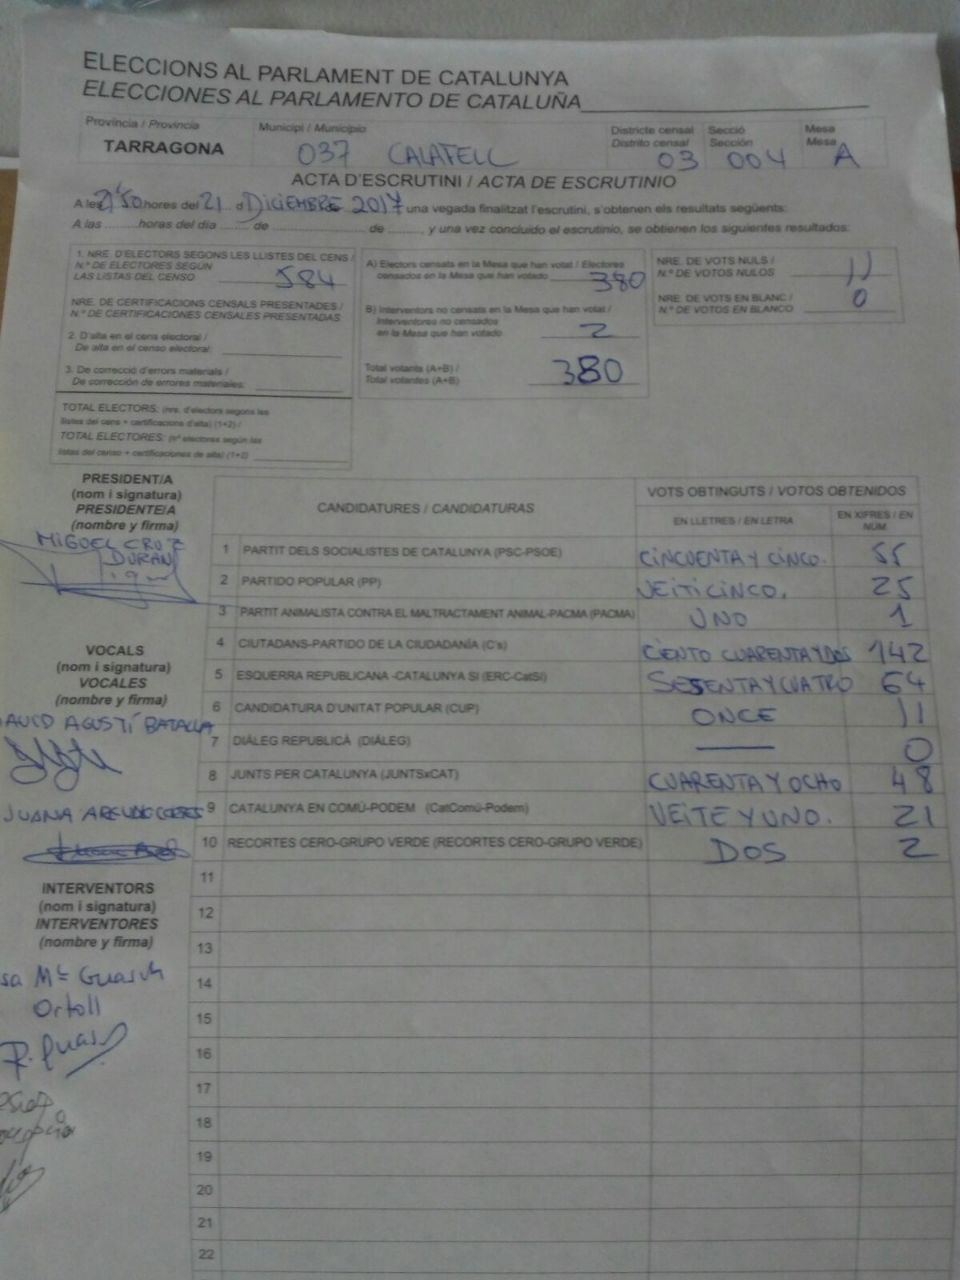 ELECCIONS AL PARLAMENT DE CATALUNYA
ELECCIONES AL PARLAMENTO DE CATALUÑA
Província / Provincia Municipi / Municipio Districte censal Secció Mesa
Distrito censal Sección Mesa
TARRAGONA 037 CALAFELL 03 004 A
ACTA D'ESCRUTINI / ACTA DE ESCRUTINIO
A les 21'50 hores del 21 d DICIEMBRE 2017 una vegada finalitzat l'escrutini, s'obtenen els resultats següents:
A las ........ horas del día ........ de ........ de ........, y una vez concluido el escrutinio, se obtienen los siguientes resultados:
1. NRE. D'ELECTORS SEGONS LES LLISTES DEL CENS /
N.º DE ELECTORES SEGÚN
LAS LISTAS DEL CENSO 584
NRE. DE CERTIFICACIONS CENSALS PRESENTADES /
N.º DE CERTIFICACIONES CENSALES PRESENTADAS
2. D'alta en el cens electoral /
De alta en el censo electoral:
3. De correcció d'errors materials /
De corrección de errores materiales:
TOTAL ELECTORS: (nre. d'electors segons les
llistes del cens + certificacions d'alta) (1+2) /
TOTAL ELECTORES: (nº electores según las
listas del censo + certificaciones de alta) (1+2)
A) Electors censats en la Mesa que han votat / Electores
censados en la Mesa que han votado 380
B) Interventors no censats en la Mesa que han votat /
Interventores no censados
en la Mesa que han votado 2
Total votants (A+B) /
Total votantes (A+B) 380
NRE. DE VOTS NULS /
N.º DE VOTOS NULOS 11
NRE. DE VOTS EN BLANC /
N.º DE VOTOS EN BLANCO 0
PRESIDENT/A
(nom i signatura)
PRESIDENTE/A
(nombre y firma)
MIGUEL CRUZ
DURAN
VOCALS
(nom i signatura)
VOCALES
(nombre y firma)
DAVID AGUSTÍ BATALLA
JUANA
INTERVENTORS
(nom i signatura)
INTERVENTORES
(nombre y firma)
sa Mª Guasch
Ortoll
R. Guas
CANDIDATURES / CANDIDATURAS VOTS OBTINGUTS / VOTOS OBTENIDOS
EN LLETRES / EN LETRA EN XIFRES / EN NÚM.
1 PARTIT DELS SOCIALISTES DE CATALUNYA (PSC-PSOE) CINCUENTA Y CINCO. 55
2 PARTIDO POPULAR (PP) VEITICINCO. 25
3 PARTIT ANIMALISTA CONTRA EL MALTRACTAMENT ANIMAL-PACMA (PACMA) UNO 1
4 CIUTADANS-PARTIDO DE LA CIUDADANÍA (C's) CIENTO CUARENTAYDOS 142
5 ESQUERRA REPUBLICANA -CATALUNYA SI (ERC-CatSí) SESENTAYCUATRO 64
6 CANDIDATURA D'UNITAT POPULAR (CUP) ONCE 11
7 DIÀLEG REPUBLICÀ (DIÀLEG) — 0
8 JUNTS PER CATALUNYA (JUNTSxCAT) CUARENTA Y OCHO 48
9 CATALUNYA EN COMÚ-PODEM (CatComú-Podem) VEITE Y UNO. 21
10 RECORTES CERO-GRUPO VERDE (RECORTES CERO-GRUPO VERDE) DOS 2
11
12
13
14
15
16
17
18
19
20
21
22